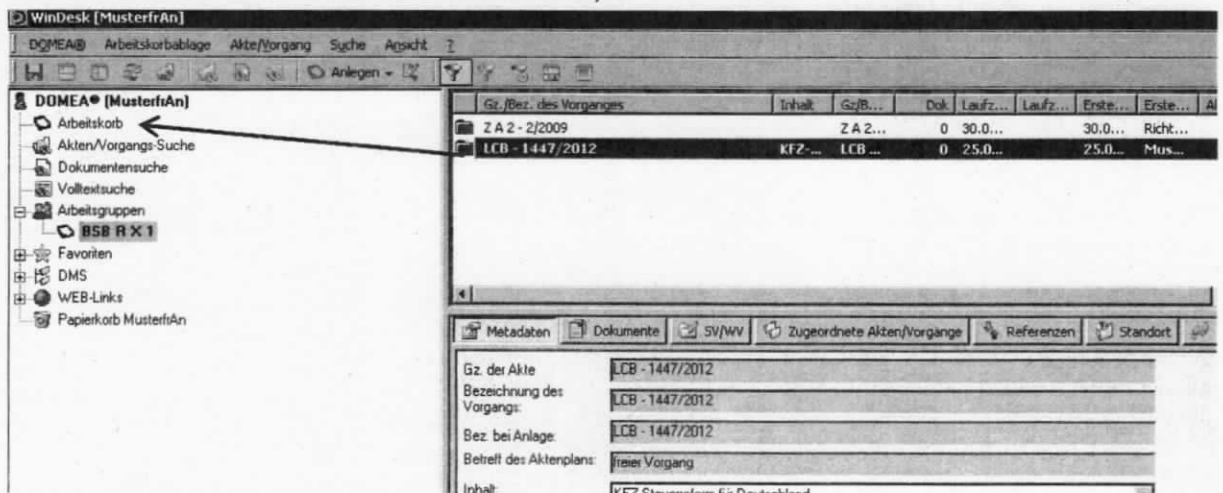 WinDesk [MusterfrAn]
DOMEA® Arbeitskorbablage Akte/Vorgang Suche Ansicht ?
Anlegen
DOMEA® [MusterfrAn]
Arbeitskorb
Akten/Vorgangs-Suche
Dokumentensuche
Volltextsuche
Arbeitsgruppen
BSB R X 1
Favoriten
DMS
WEB-Links
Papierkorb MusterfrAn
Gz./Bez. des Vorganges Inhalt Gz/B... Dok Laufz... Laufz... Erste... Erste...
Z A 2 - 2/2009 Z A 2... 0 30.0... 30.0... Richt...
LCB - 1447/2012 KFZ-... LCB ... 0 25.0... 25.0... Mus...
Metadaten Dokumente SV/WV Zugeordnete Akten/Vorgänge Referenzen Standort
Gz. der Akte LCB - 1447/2012
Bezeichnung des
Vorgangs: LCB - 1447/2012
Bez. bei Anlage: LCB - 1447/2012
Betreff des Aktenplans: freier Vorgang
Inhalt: KFZ Steuerreform für Deutschland